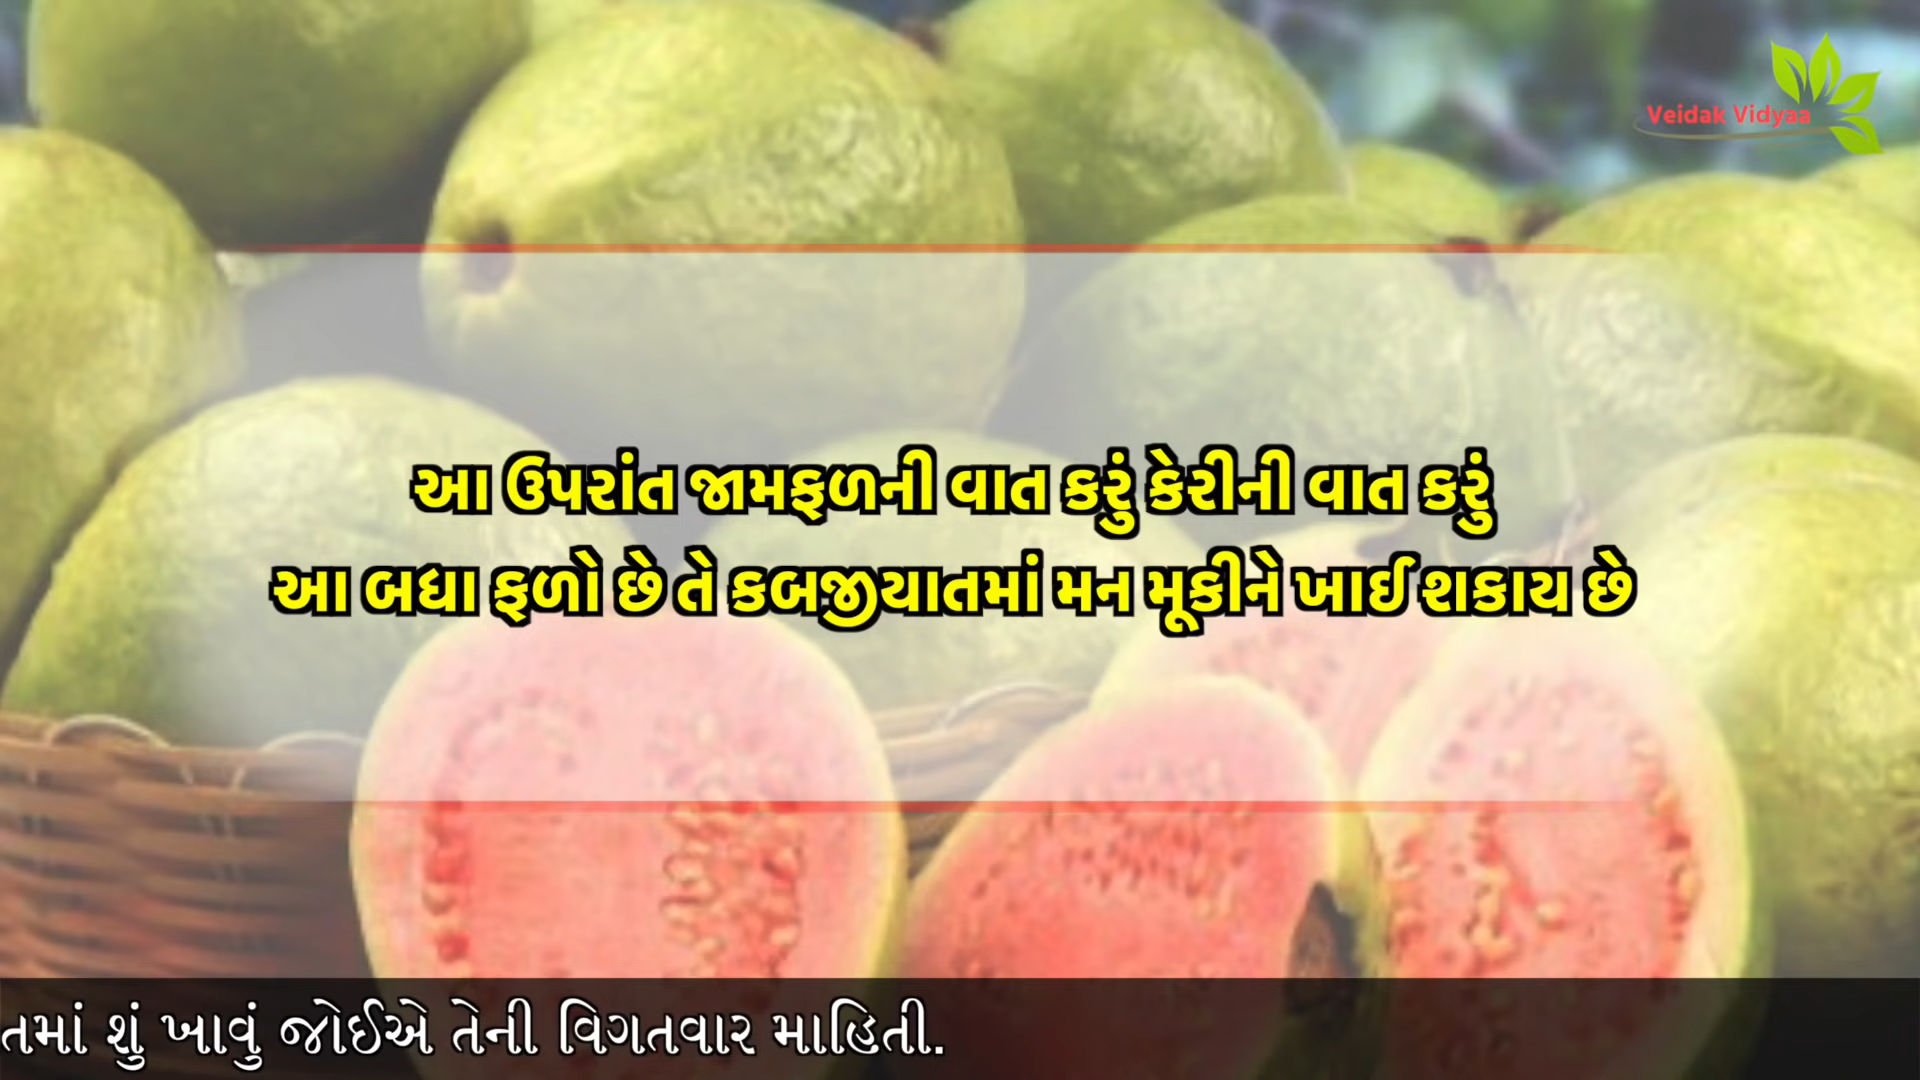 Veidak Vidyaa
આ ઉપરાંત જામફળની વાત કરું કેરીની વાત કરું
આ બધા ફળો છે તે કબજીયાતમાં મન મૂકીને ખાઈ શકાય છે
તમાં શું ખાવું જોઈએ તેની વિગતવાર માહિતી.